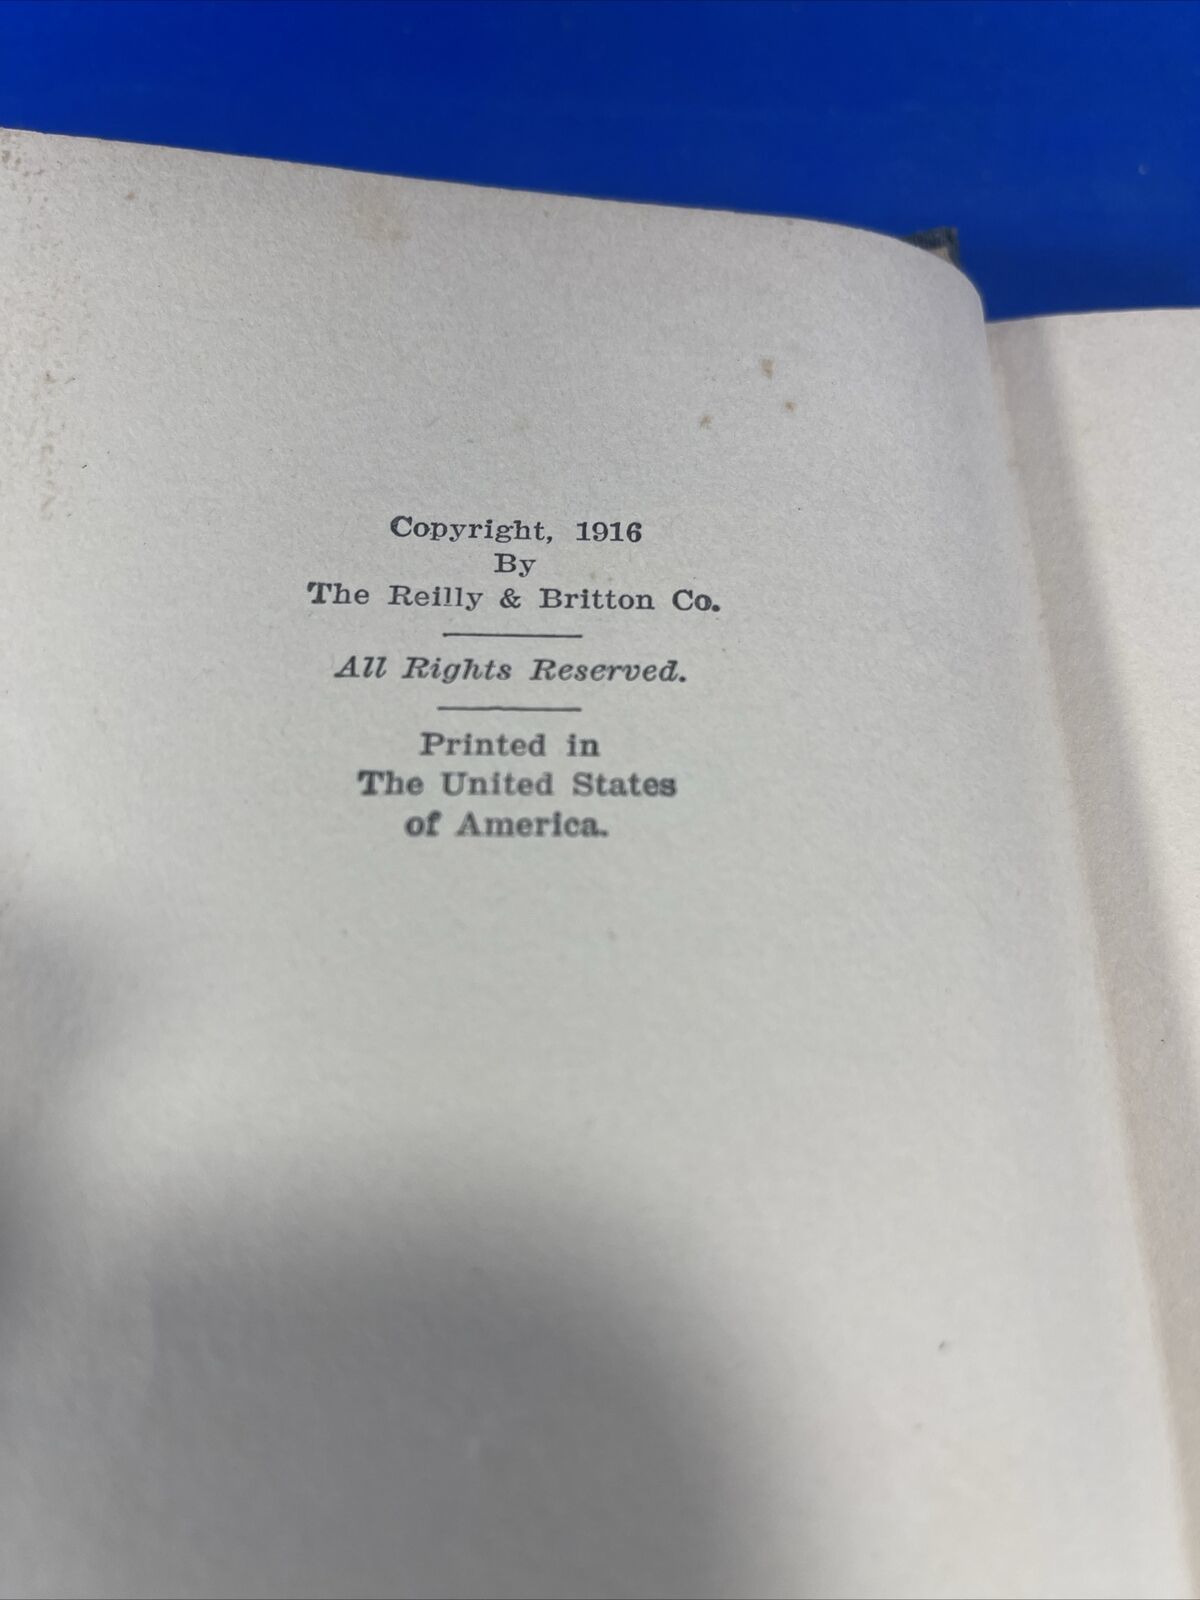 Copyright, 1916
By
The Reilly & Britton Co.
All Rights Reserved.
Printed in
The United States
of America.